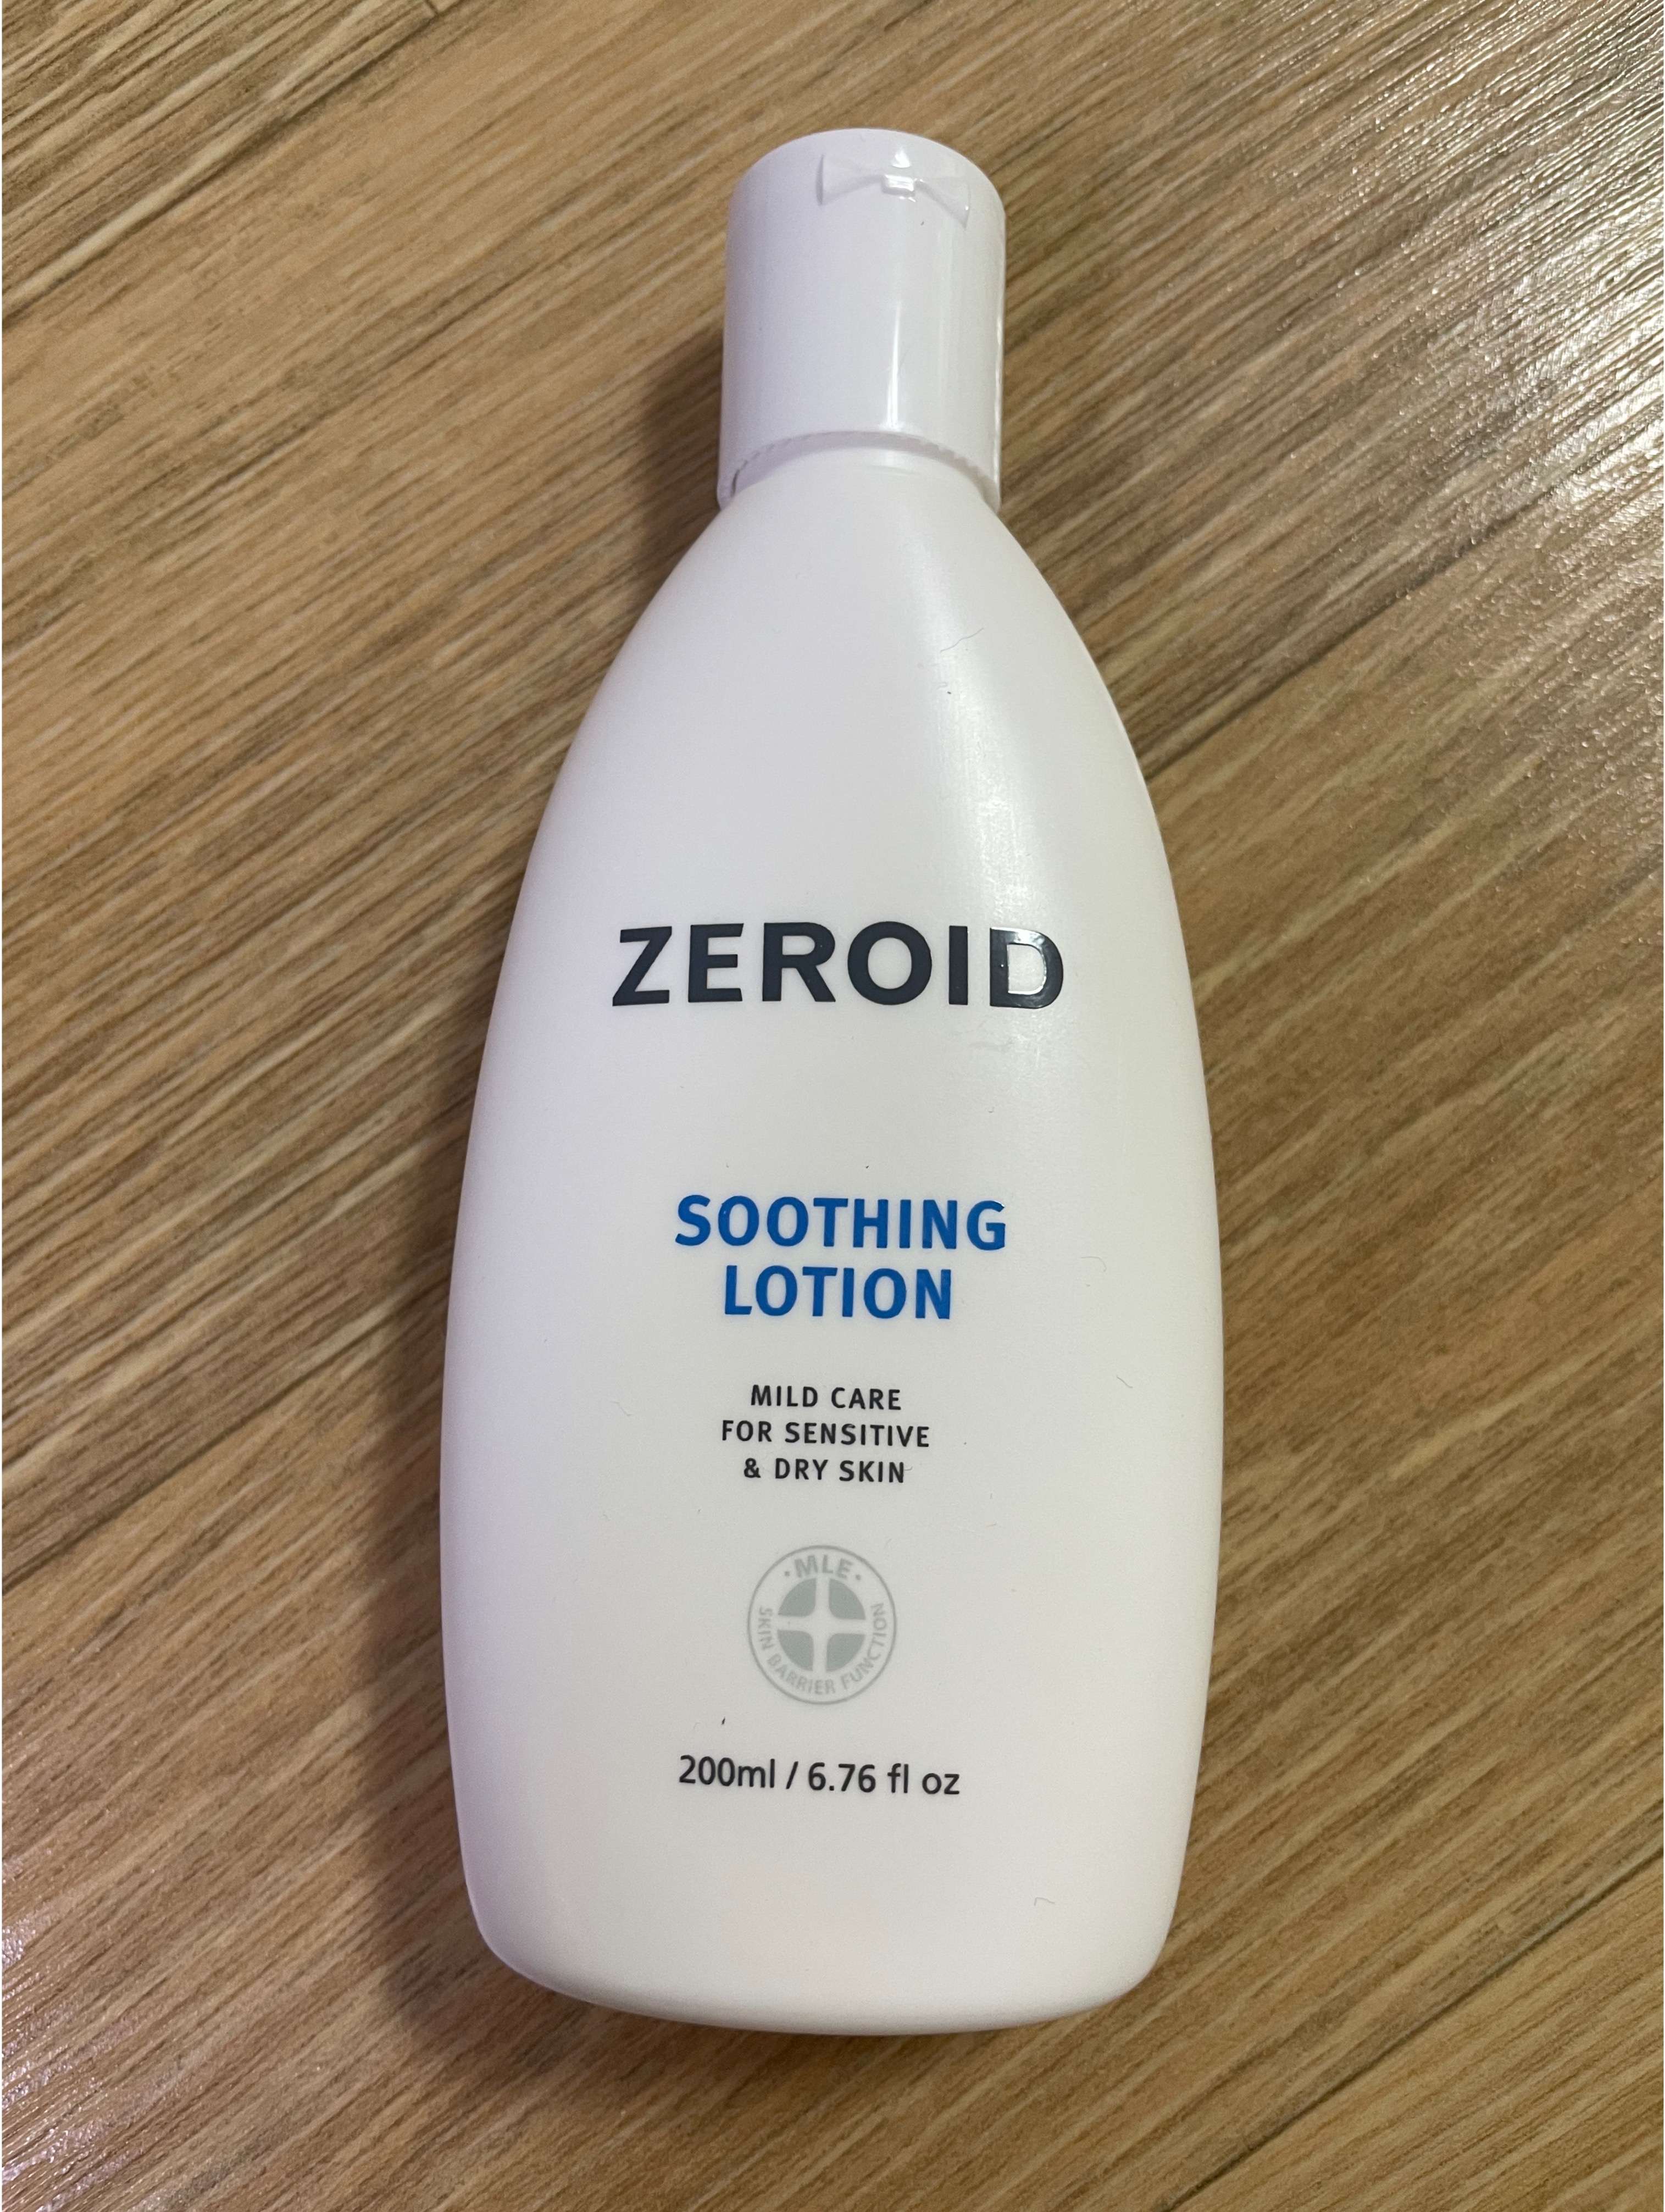 ZEROID
SOOTHING
LOTION
MILD CARE
FOR SENSITIVE
& DRY SKIN
·MLE·
SKIN BARRIER FUNCTION
200ml / 6.76 fl oz